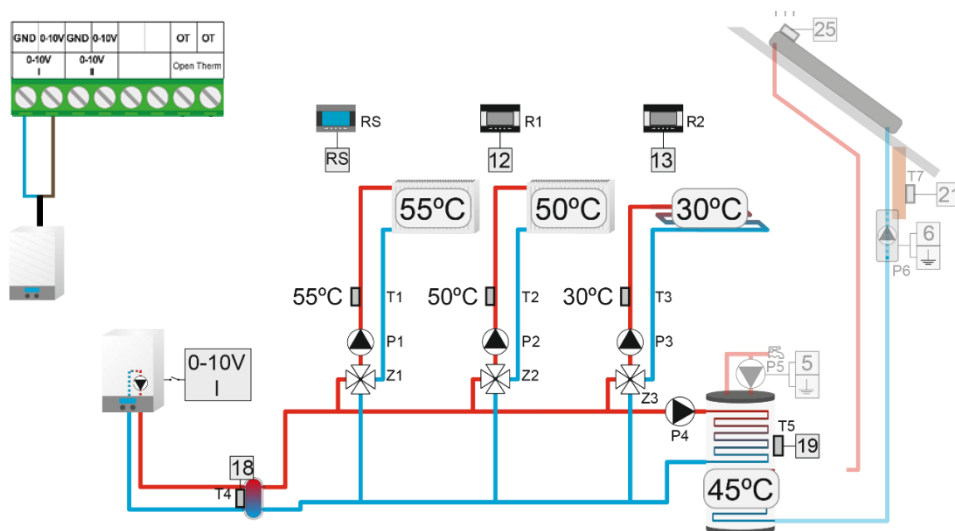 GND 0-10V GND 0-10V OT OT
0-10V 0-10V Open Therm
I II
25
RS R1 R2
RS 12 13
T7
21
55ºC 50ºC 30ºC
6
P6
55ºC T1 50ºC T2 30ºC T3
P1 P2 P3
0-10V
I
Z1 Z2 Z3
P5 5
P4
T5
19
18
T4
45ºC